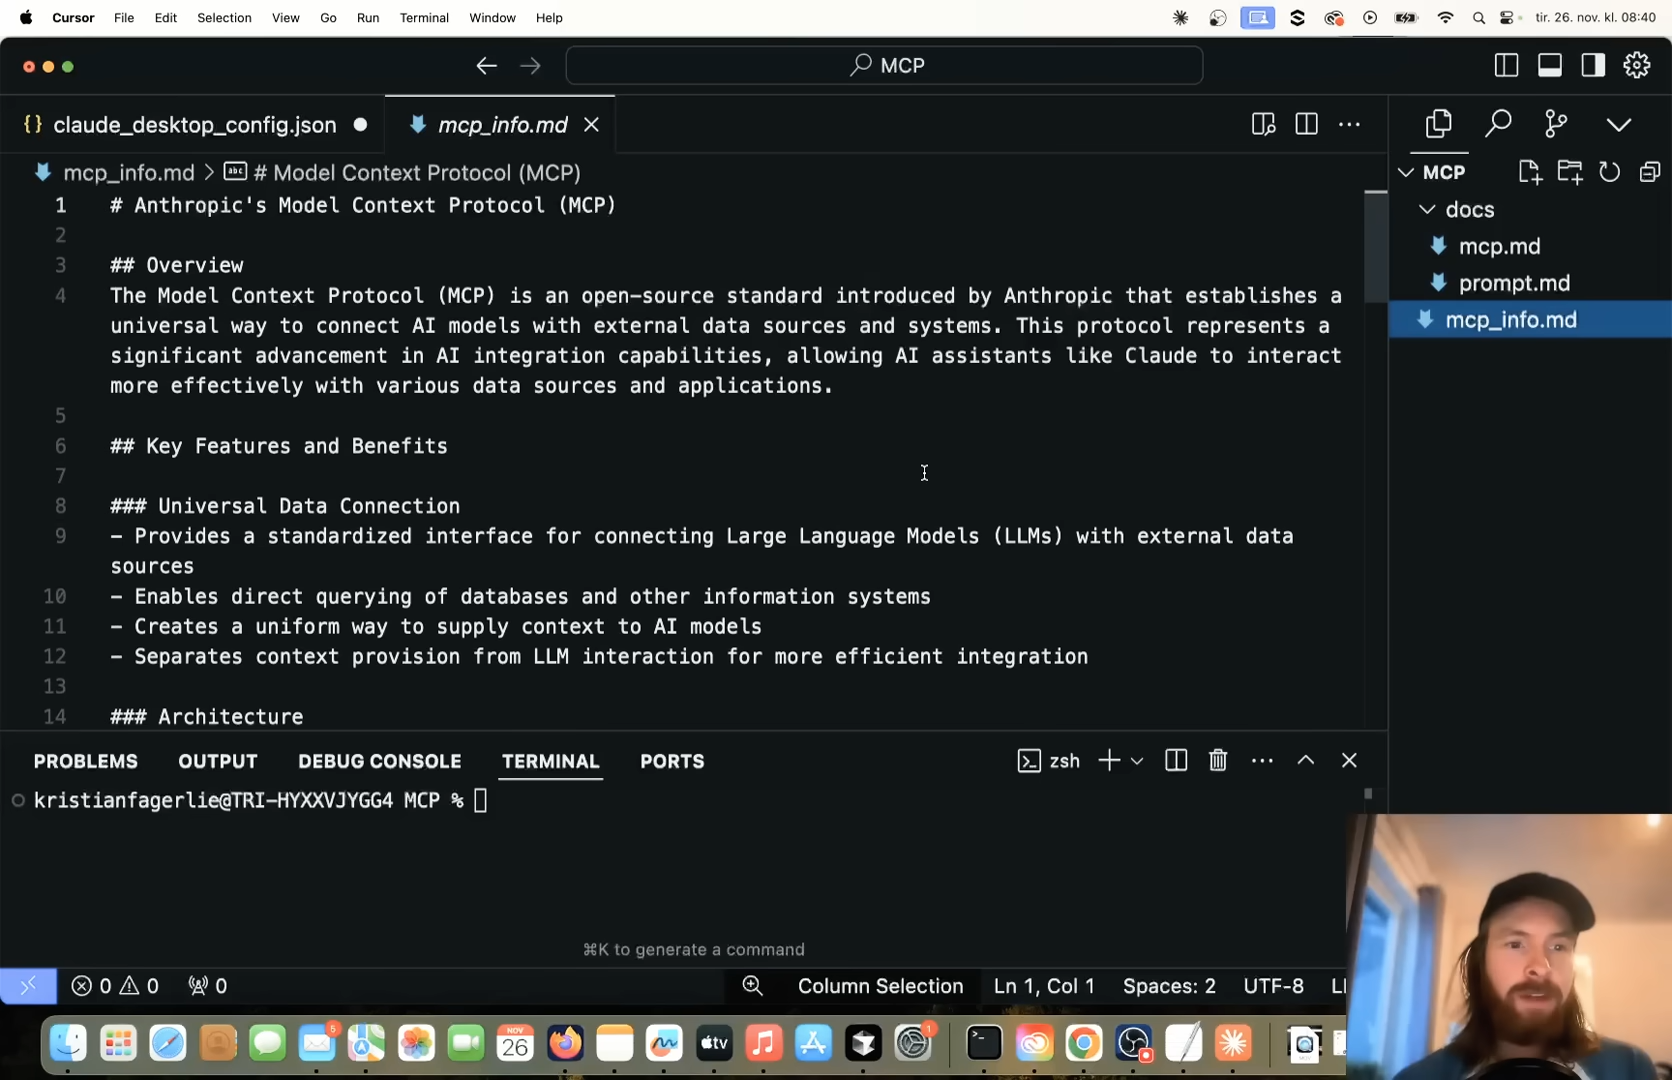 Cursor File Edit Selection View Go Run Terminal Window Help tir. 26. nov. kl. 08:40
MCP
{} claude_desktop_config.json mcp_info.md
mcp_info.md > # Model Context Protocol (MCP)
1 # Anthropic's Model Context Protocol (MCP)
2
3 ## Overview
4 The Model Context Protocol (MCP) is an open-source standard introduced by Anthropic that establishes a
universal way to connect AI models with external data sources and systems. This protocol represents a
significant advancement in AI integration capabilities, allowing AI assistants like Claude to interact
more effectively with various data sources and applications.
5
6 ## Key Features and Benefits
7
8 ### Universal Data Connection
9 - Provides a standardized interface for connecting Large Language Models (LLMs) with external data
sources
10 - Enables direct querying of databases and other information systems
11 - Creates a uniform way to supply context to AI models
12 - Separates context provision from LLM interaction for more efficient integration
13
14 ### Architecture
MCP
docs
mcp.md
prompt.md
mcp_info.md
PROBLEMS OUTPUT DEBUG CONSOLE TERMINAL PORTS zsh
kristianfagerlie@TRI-HYXXVJYGG4 MCP %
⌘K to generate a command
0 0 0 Column Selection Ln 1, Col 1 Spaces: 2 UTF-8
5 NOV 26 tv 1